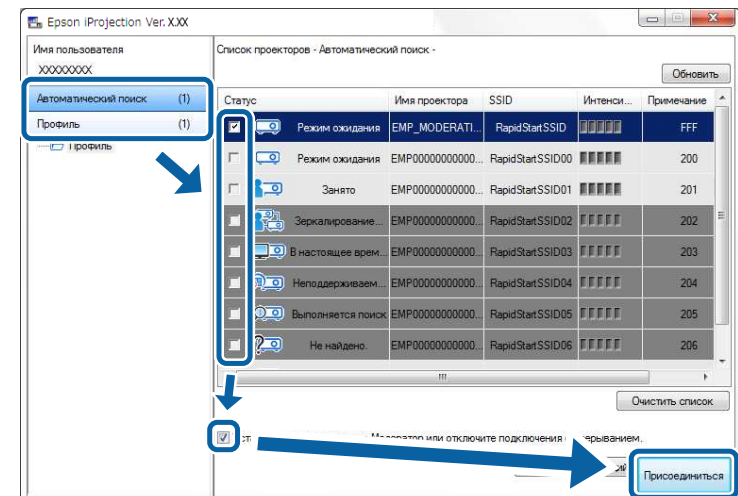 Epson iProjection Ver. X.XX
Имя пользователя
XXXXXXXX
Список проекторов - Автоматический поиск -
Обновить
Автоматический поиск (1)
Профиль (1)
Профиль
Статус Имя проектора SSID Интенси... Примечание
Режим ожидания EMP_MODERATI... RapidStartSSID FFF
Режим ожидания EMP00000000000... RapidStartSSID00 200
Занято EMP00000000000... RapidStartSSID01 201
Зеркалирование... EMP00000000000... RapidStartSSID02 202
В настоящее врем... EMP00000000000... RapidStartSSID03 203
Неподдерживаем... EMP00000000000... RapidStartSSID04 204
Выполняется поиск EMP00000000000... RapidStartSSID05 205
Не найдено. EMP00000000000... RapidStartSSID06 206
Очистить список
или отключите подключения
Присоединиться